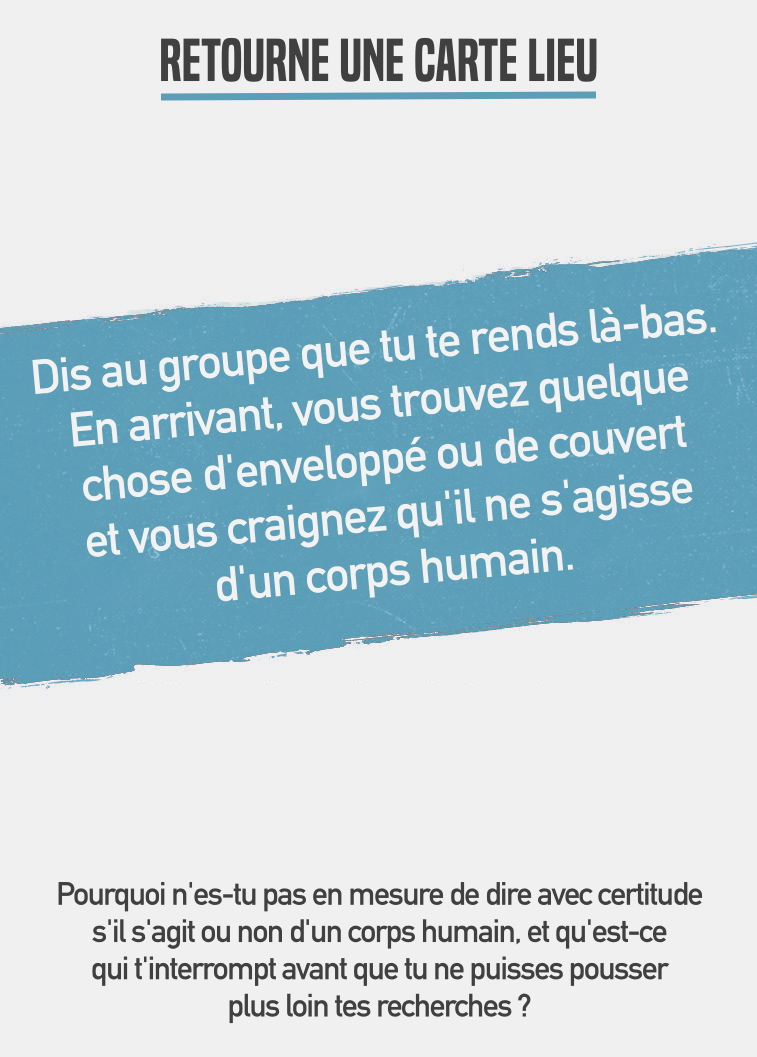 RETOURNE UNE CARTE LIEU
Dis au groupe que tu te rends là-bas.
En arrivant, vous trouvez quelque
chose d'enveloppé ou de couvert
et vous craignez qu'il ne s'agisse
d'un corps humain.
Pourquoi n'es-tu pas en mesure de dire avec certitude
s'il s'agit ou non d'un corps humain, et qu'est-ce
qui t'interrompt avant que tu ne puisses pousser
plus loin tes recherches ?